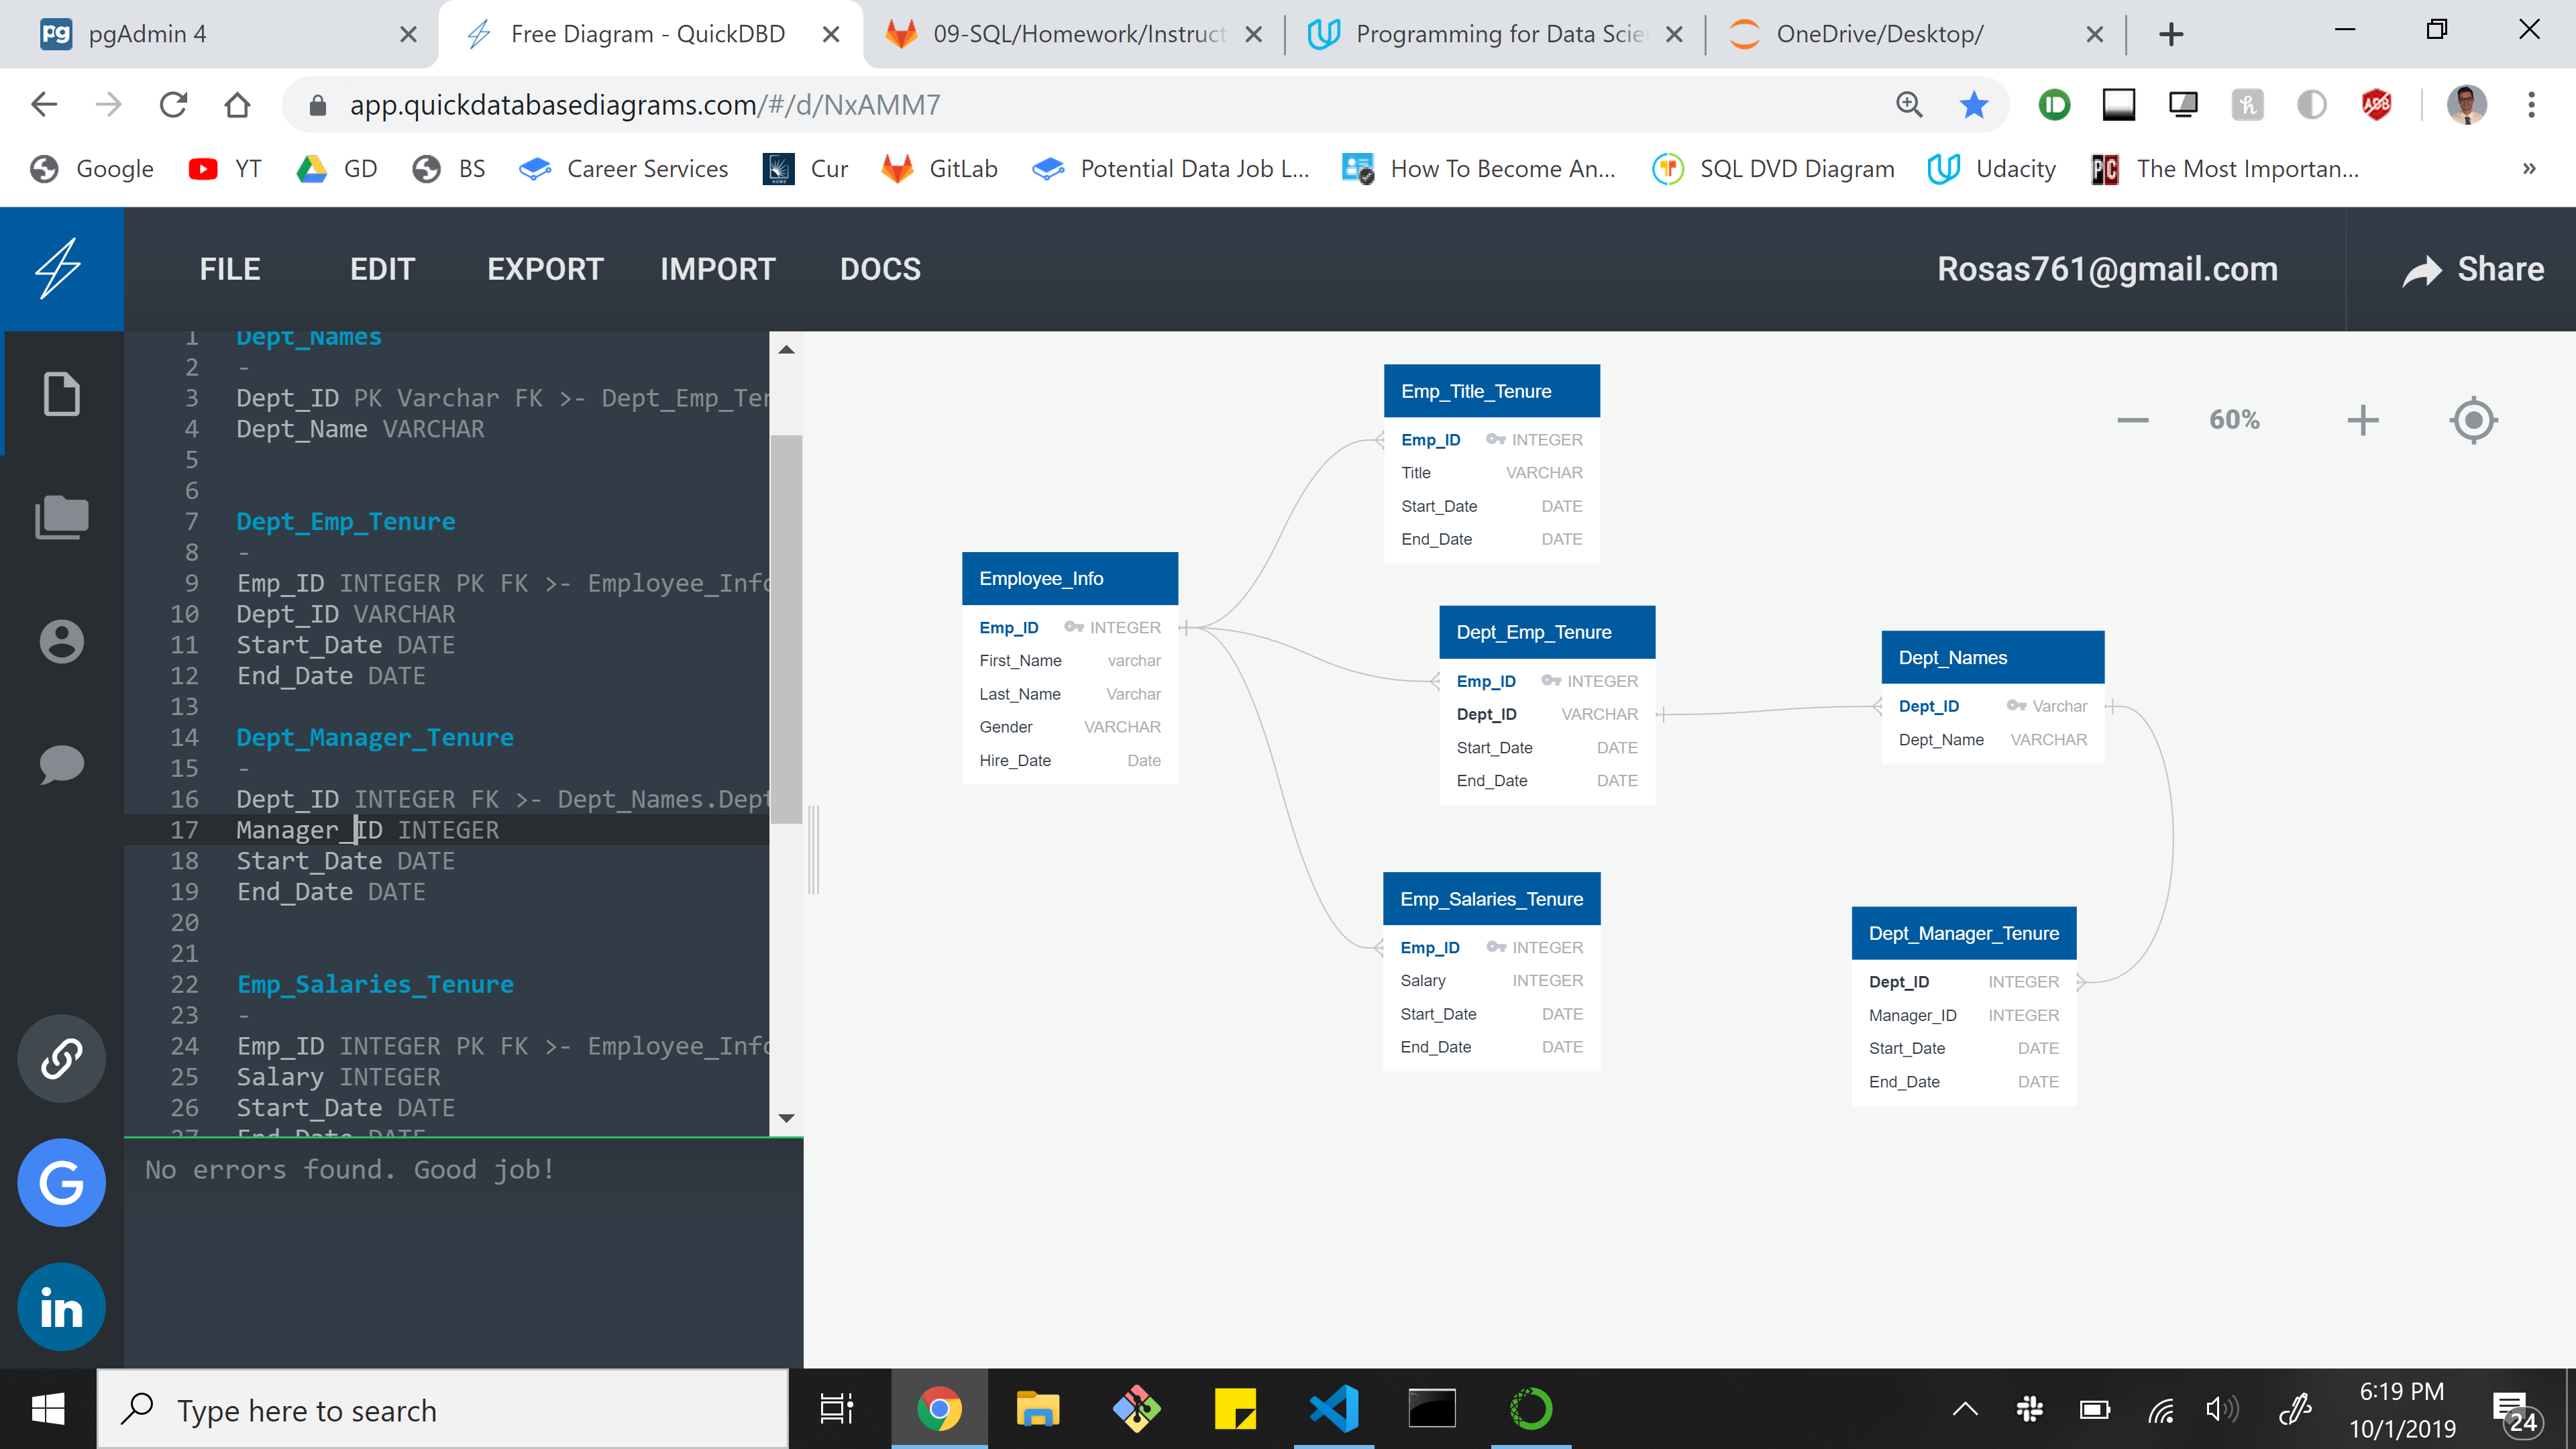 pgAdmin 4
Free Diagram - QuickDBD
09-SQL/Homework/Instruct
Programming for Data Scie
OneDrive/Desktop/
app.quickdatabasediagrams.com/#/d/NxAMM7
Google YT GD BS Career Services Cur GitLab Potential Data Job L... How To Become An... SQL DVD Diagram Udacity The Most Importan... »
FILE EDIT EXPORT IMPORT DOCS Rosas761@gmail.com Share
1 Dept_Names
2 -
3 Dept_ID PK Varchar FK >- Dept_Emp_Ter
4 Dept_Name VARCHAR
5
6
7 Dept_Emp_Tenure
8 -
9 Emp_ID INTEGER PK FK >- Employee_Info
10 Dept_ID VARCHAR
11 Start_Date DATE
12 End_Date DATE
13
14 Dept_Manager_Tenure
15 -
16 Dept_ID INTEGER FK >- Dept_Names.Dept
17 Manager_ID INTEGER
18 Start_Date DATE
19 End_Date DATE
20
21
22 Emp_Salaries_Tenure
23 -
24 Emp_ID INTEGER PK FK >- Employee_Info
25 Salary INTEGER
26 Start_Date DATE
27 End_Date DATE
No errors found. Good job!
60%
Employee_Info
Emp_ID INTEGER
First_Name varchar
Last_Name Varchar
Gender VARCHAR
Hire_Date Date
Emp_Title_Tenure
Emp_ID INTEGER
Title VARCHAR
Start_Date DATE
End_Date DATE
Dept_Emp_Tenure
Emp_ID INTEGER
Dept_ID VARCHAR
Start_Date DATE
End_Date DATE
Emp_Salaries_Tenure
Emp_ID INTEGER
Salary INTEGER
Start_Date DATE
End_Date DATE
Dept_Names
Dept_ID Varchar
Dept_Name VARCHAR
Dept_Manager_Tenure
Dept_ID INTEGER
Manager_ID INTEGER
Start_Date DATE
End_Date DATE
Type here to search
6:19 PM
10/1/2019
24